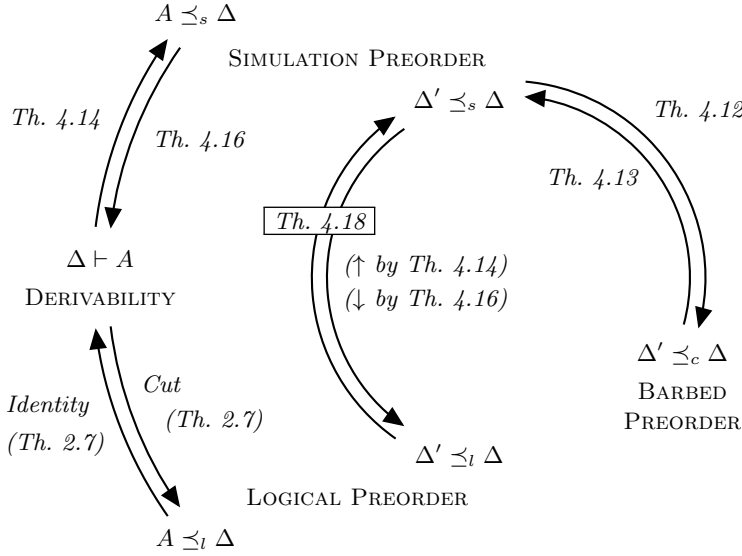 A ⪯s Δ
SIMULATION PREORDER
Δ′ ⪯s Δ
Th. 4.14
Th. 4.16
Th. 4.12
Th. 4.13
Th. 4.18
Δ ⊢ A
DERIVABILITY
(↑ by Th. 4.14)
(↓ by Th. 4.16)
Δ′ ⪯c Δ
BARBED
PREORDER
Identity
(Th. 2.7)
Cut
(Th. 2.7)
Δ′ ⪯l Δ
LOGICAL PREORDER
A ⪯l Δ